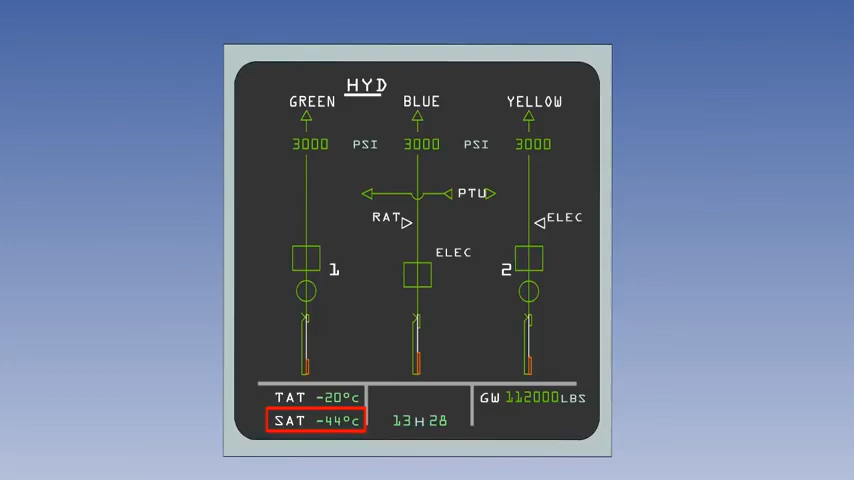 HYD
GREEN BLUE YELLOW
3000 PSI 3000 PSI 3000
PTU
RAT ELEC
ELEC
1 2
TAT -20°c GW 112000LBS
SAT -44°c 13H28